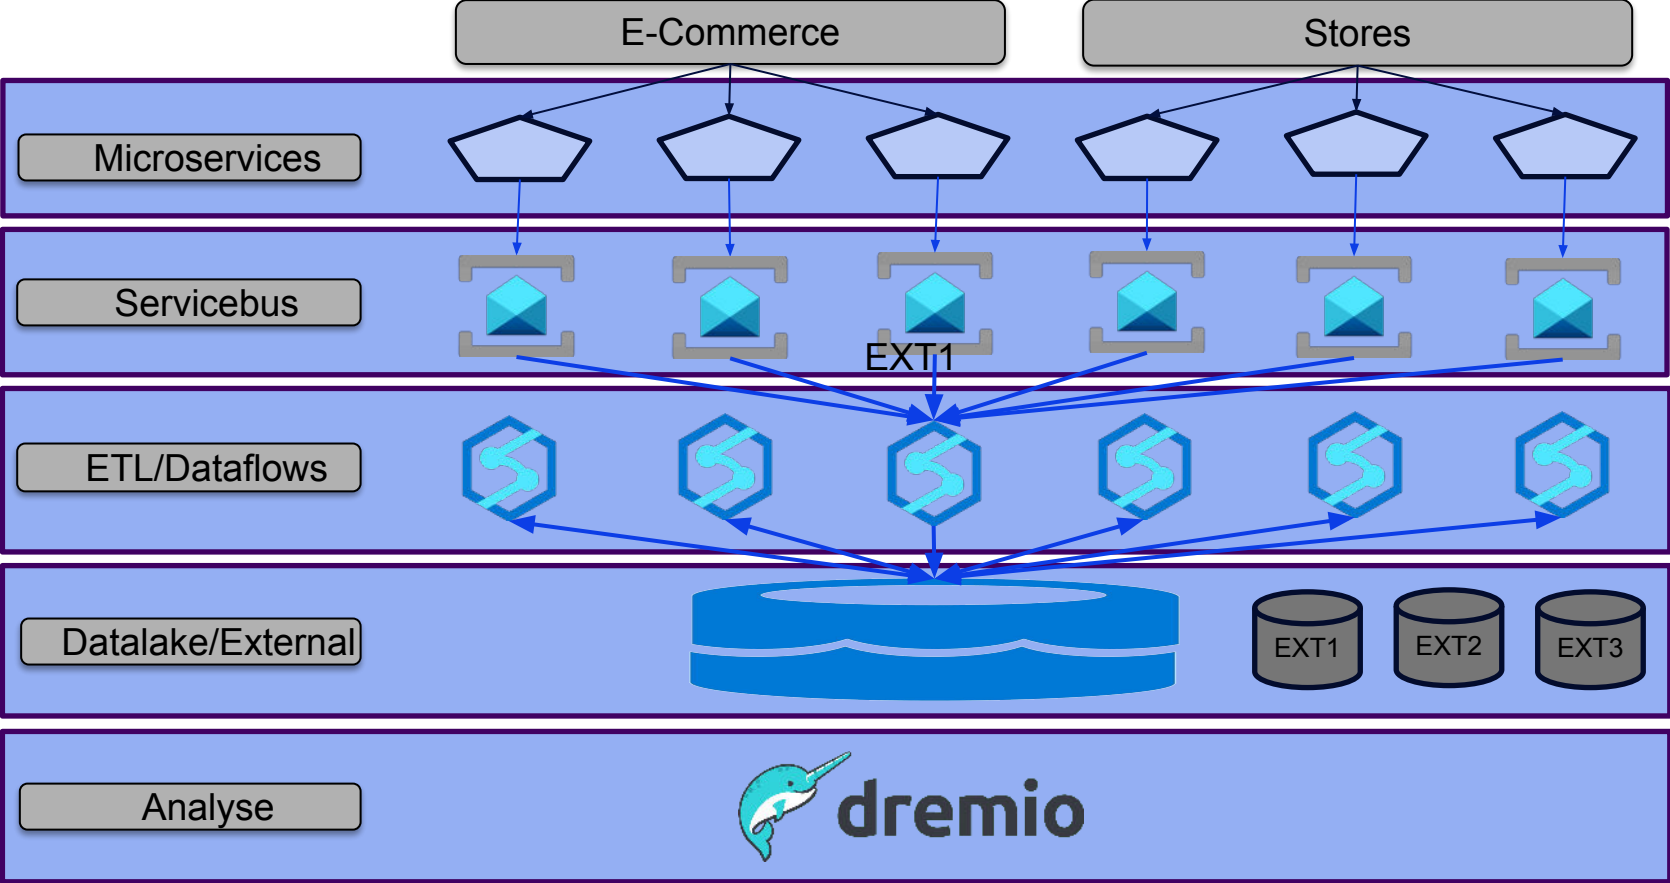 E-Commerce
Stores
Microservices
Servicebus
EXT1
ETL/Dataflows
Datalake/External
EXT1
EXT2
EXT3
Analyse
dremio